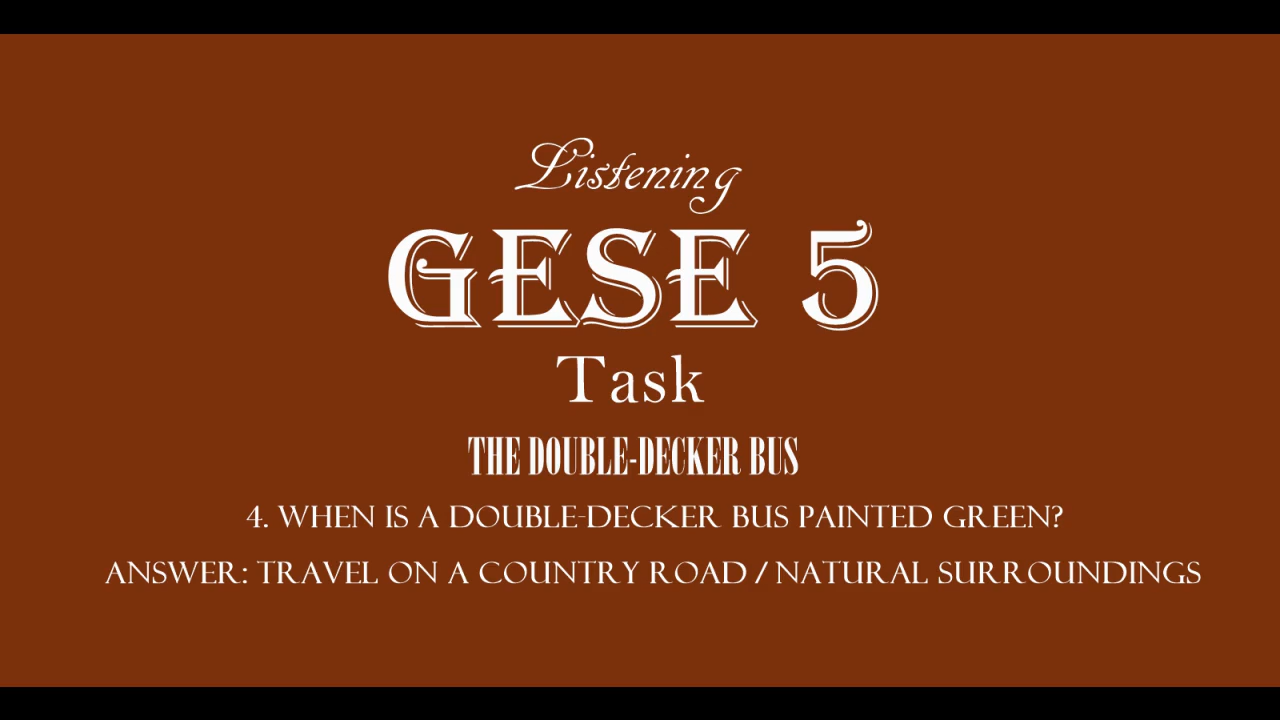 Listening
GESE 5
Task
THE DOUBLE-DECKER BUS
4. WHEN IS A DOUBLE-DECKER BUS PAINTED GREEN?
ANSWER: TRAVEL ON A COUNTRY ROAD / NATURAL SURROUNDINGS